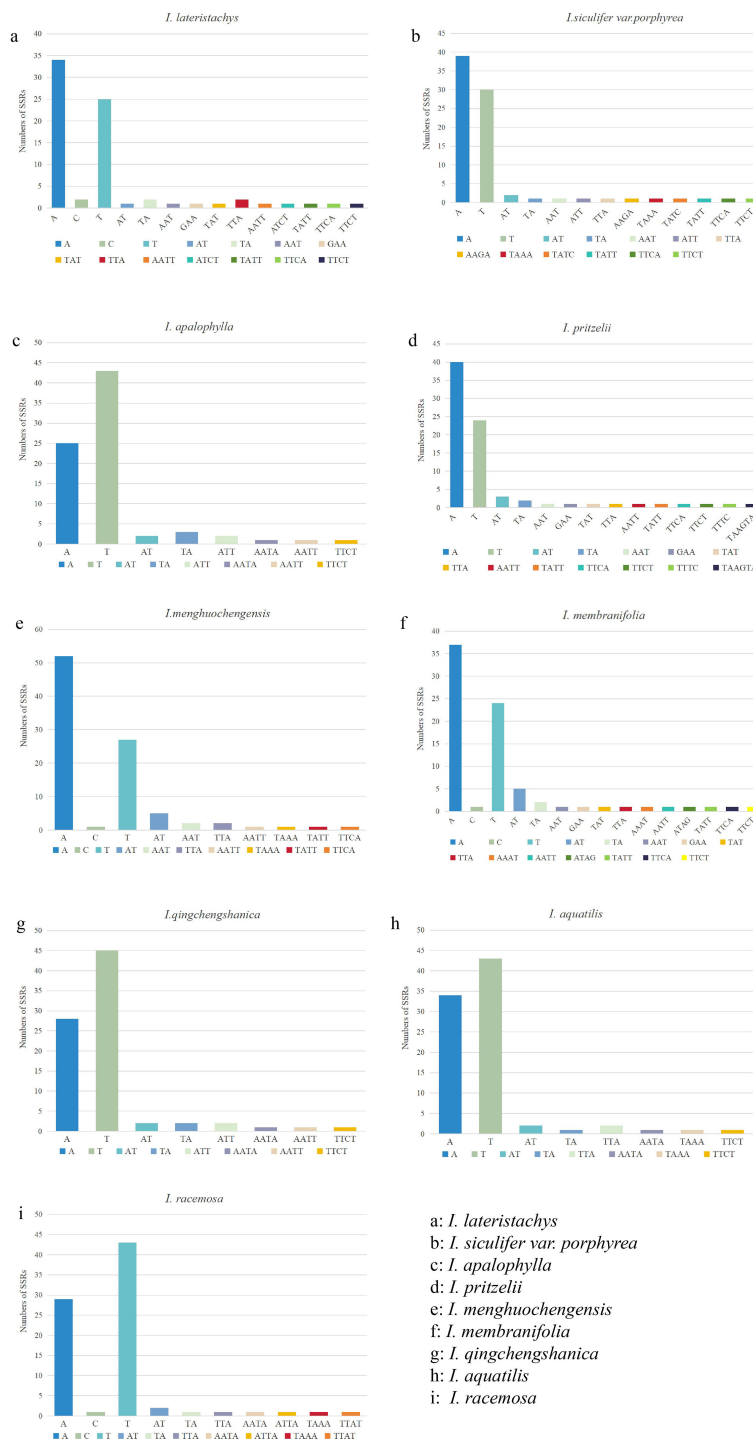 a
I. lateristachys
Numbers of SSRs
40
35
30
25
20
15
10
5
0
A C T AT TA AAT GAA TAT TTA AATT ATCT TATT TTCA TTCT
A C T AT TA AAT GAA
TAT TTA AATT ATCT TATT TTCA TTCT
b
I.siculifer var.porphyrea
Numbers of SSRs
45
40
35
30
25
20
15
10
5
0
A T AT TA AAT ATT TTA AAGA TAAA TATC TATT TTCA TTCT
A T AT TA AAT ATT TTA
AAGA TAAA TATC TATT TTCA TTCT
c
I. apalophylla
Numbers of SSRs
50
45
40
35
30
25
20
15
10
5
0
A T AT TA ATT AATA AATT TTCT
A T AT TA ATT AATA AATT TTCT
d
I. pritzelii
Numbers of SSRs
45
40
35
30
25
20
15
10
5
0
A T AT TA AAT GAA TAT TTA AATT TATT TTCA TTCT TTTC TAAGTA
A T AT TA AAT GAA TAT
TTA AATT TATT TTCA TTCT TTTC TAAGTA
e
I.menghuochengensis
Numbers of SSRs
60
50
40
30
20
10
0
A C T AT AAT TTA AATT TAAA TATT TTCA
A C T AT AAT TTA AATT TAAA TATT TTCA
f
I. membranifolia
Numbers of SSRs
40
35
30
25
20
15
10
5
0
A C T AT TA AAT GAA TAT TTA AAAT AATT ATAG TATT TTCA TTCT
A C T AT TA AAT GAA TAT
TTA AAAT AATT ATAG TATT TTCA TTCT
g
I.qingchengshanica
Numbers of SSRs
50
45
40
35
30
25
20
15
10
5
0
A T AT TA ATT AATA AATT TTCT
A T AT TA ATT AATA AATT TTCT
h
I. aquatilis
Numbers of SSRs
50
45
40
35
30
25
20
15
10
5
0
A T AT TA TTA AATA TAAA TTCT
A T AT TA TTA AATA TAAA TTCT
i
I. racemosa
Numbers of SSRs
50
45
40
35
30
25
20
15
10
5
0
A C T AT TA TTA AATA ATTA TAAA TTAT
A C T AT TA TTA AATA ATTA TAAA TTAT
a: I. lateristachys
b: I. siculifer var. porphyrea
c: I. apalophylla
d: I. pritzelii
e: I. menghuochengensis
f: I. membranifolia
g: I. qingchengshanica
h: I. aquatilis
i: I. racemosa